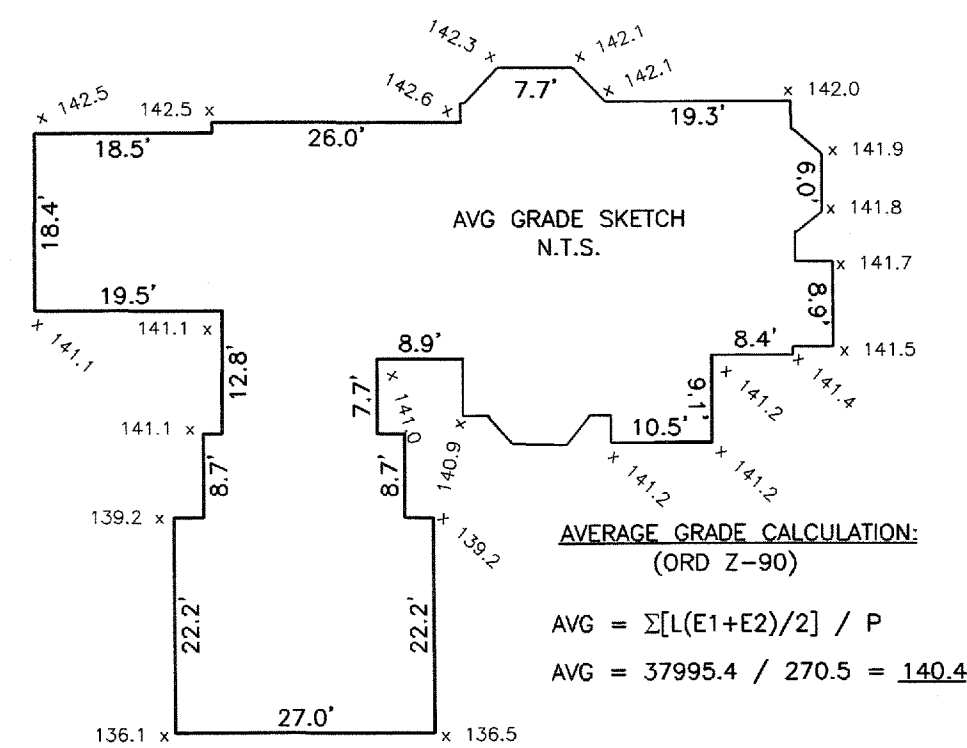 142.3 x
x 142.1
7.7'
x 142.1
x 142.0
x 142.5
142.5 x
142.6 x
18.5'
26.0'
19.3'
x 141.9
6.0'
x 141.8
18.4'
AVG GRADE SKETCH
N.T.S.
x 141.7
8.9'
19.5'
x 141.1
141.1 x
12.8'
8.9'
7.7'
x 141.0
8.4'
x 141.5
x 141.4
x 141.2
9.1'
141.1 x
8.7'
8.7'
140.9 x
10.5'
x 141.2
x 141.2
139.2 x
x 139.2
22.2'
22.2'
27.0'
136.1 x
x 136.5
AVERAGE GRADE CALCULATION:
(ORD Z-90)
AVG = Σ[L(E1+E2)/2] / P
AVG = 37995.4 / 270.5 = 140.4